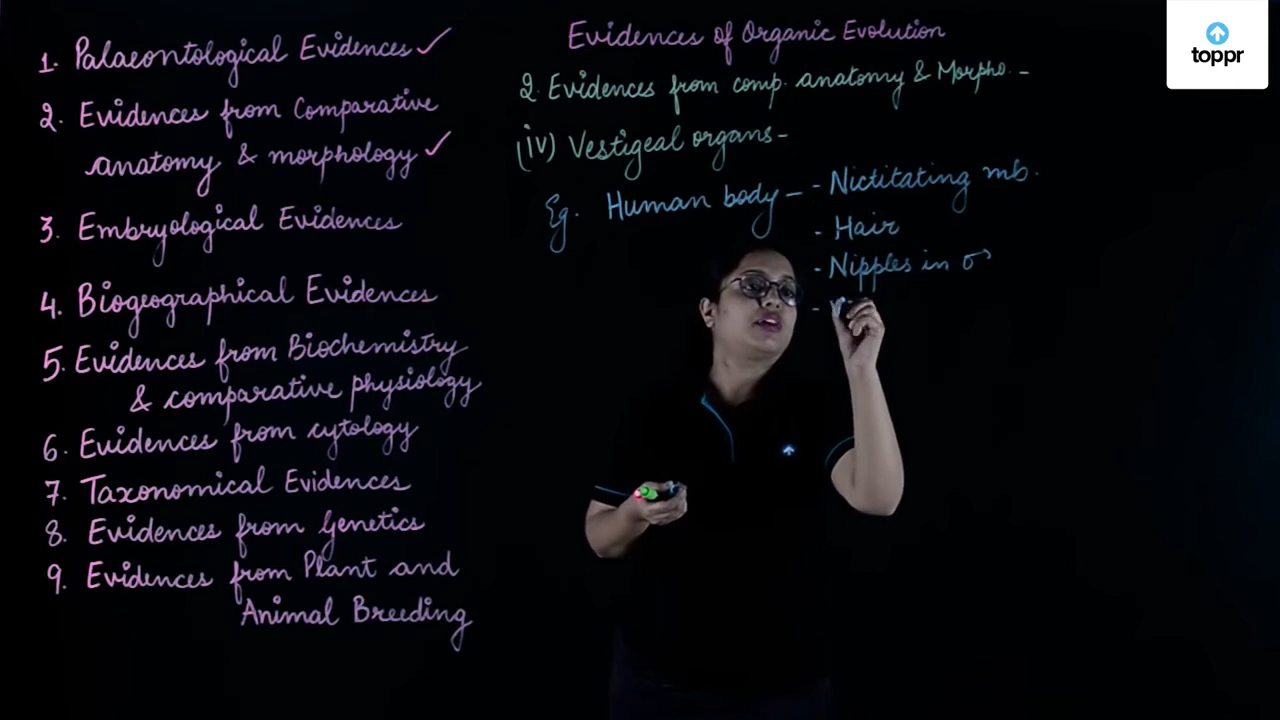 1. Palaeontological Evidences ✓
2. Evidences from Comparative
anatomy & morphology ✓
3. Embryological Evidences
4. Biogeographical Evidences
5. Evidences from Biochemistry
& comparative physiology
6. Evidences from cytology
7. Taxonomical Evidences
8. Evidences from Genetics
9. Evidences from Plant and
Animal Breeding
Evidences of Organic Evolution
2. Evidences from comp. anatomy & Morpho. -
(iv) Vestigeal organs-
Eg. Human body - - Nictitating mb.
- Hair
- Nipples in ♂
-
toppr